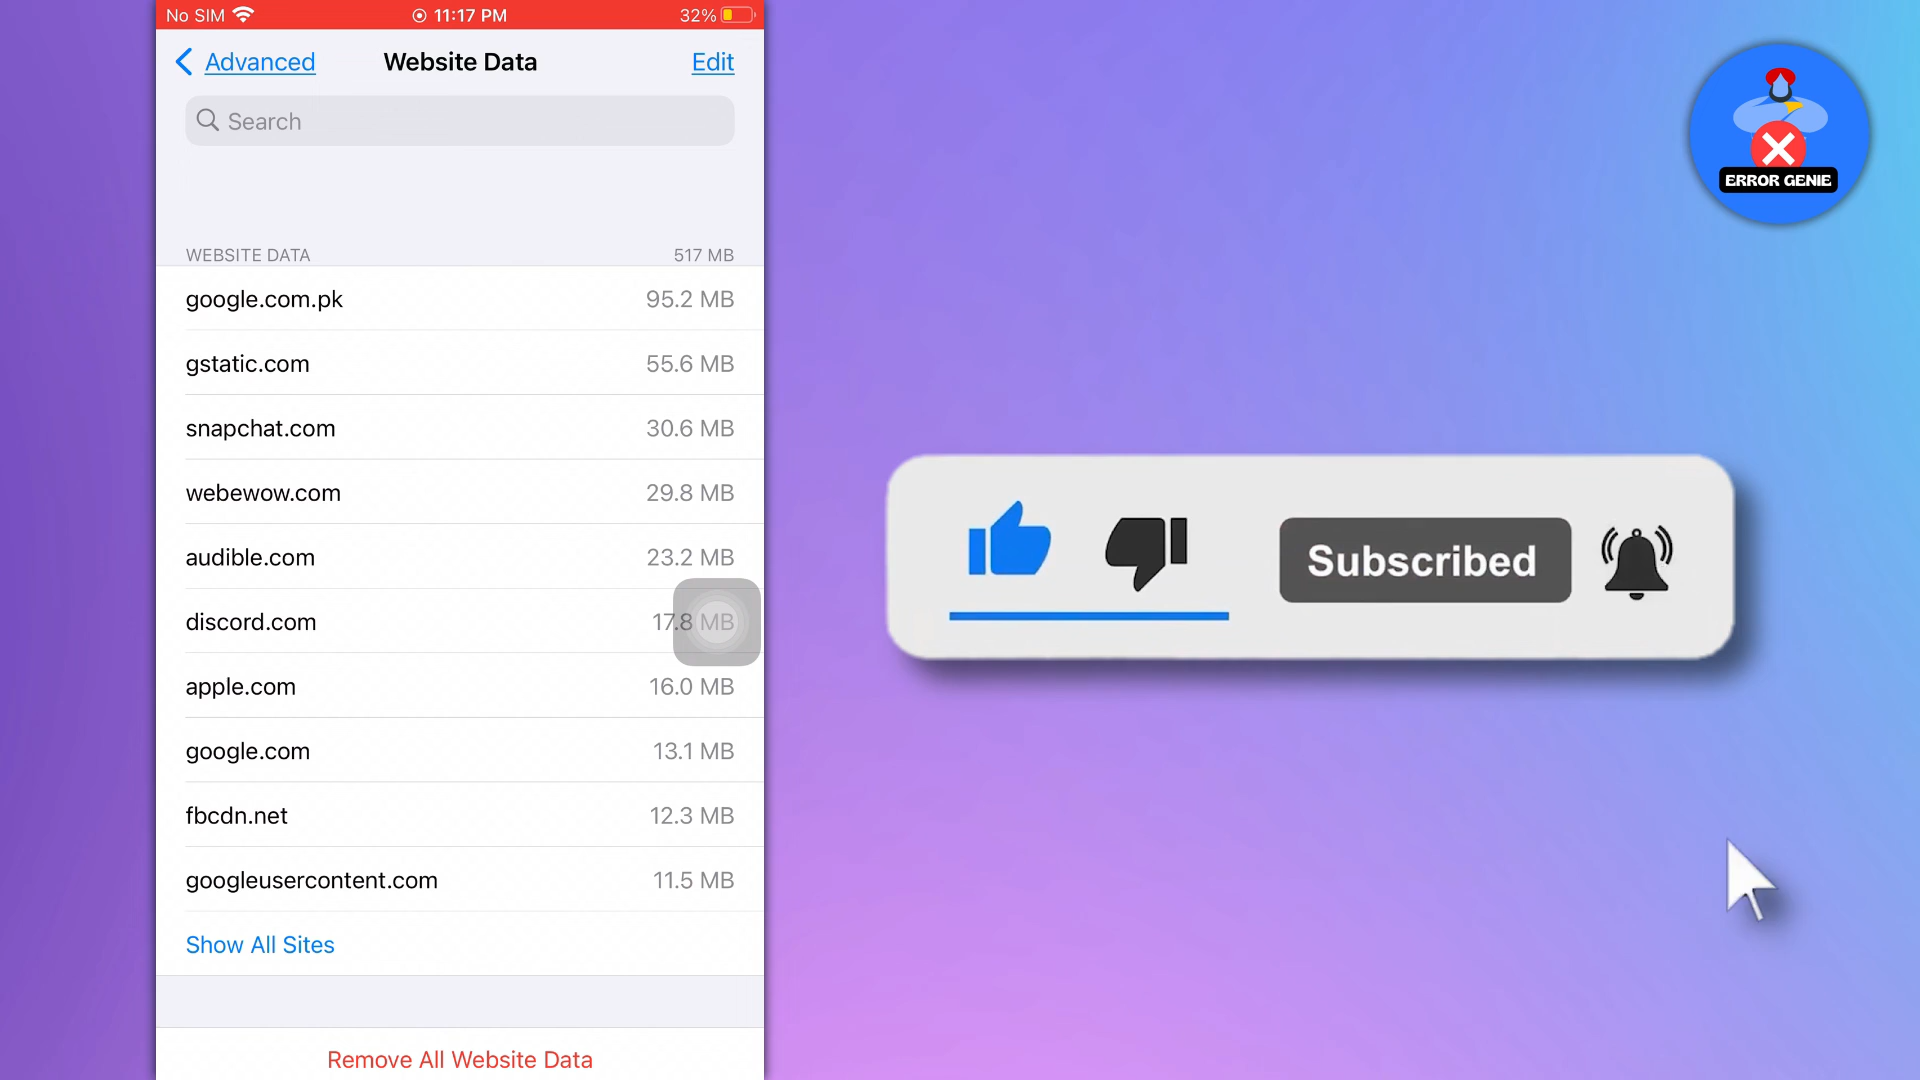 No SIM 11:17 PM 32%
Advanced Website Data Edit
Search
WEBSITE DATA 517 MB
google.com.pk 95.2 MB
gstatic.com 55.6 MB
snapchat.com 30.6 MB
webewow.com 29.8 MB
audible.com 23.2 MB
discord.com 17.8 MB
apple.com 16.0 MB
google.com 13.1 MB
fbcdn.net 12.3 MB
googleusercontent.com 11.5 MB
Show All Sites
Remove All Website Data
ERROR GENIE
Subscribed